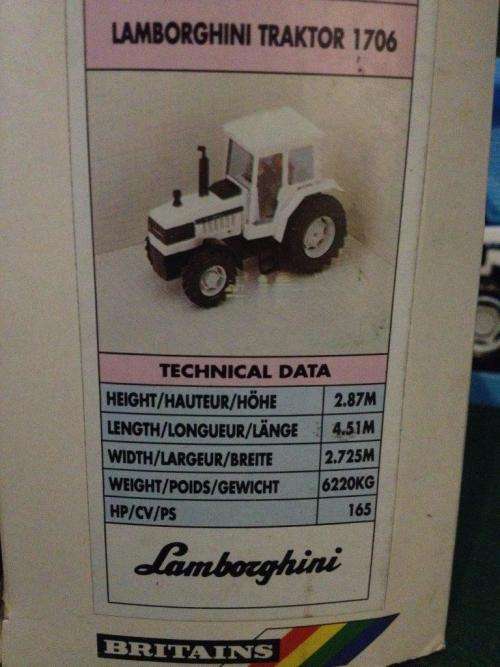 LAMBORGHINI TRAKTOR 1706
TECHNICAL DATA
HEIGHT/HAUTEUR/HÖHE 2.87M
LENGTH/LONGUEUR/LÄNGE 4.51M
WIDTH/LARGEUR/BREITE 2.725M
WEIGHT/POIDS/GEWICHT 6220KG
HP/CV/PS 165
Lamborghini
BRITAINS